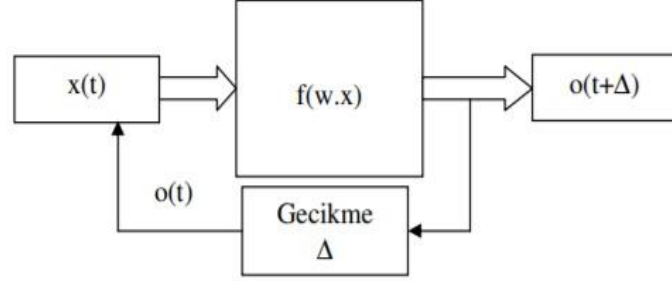 x(t)
f(w.x)
o(t+Δ)
o(t)
Gecikme
Δ